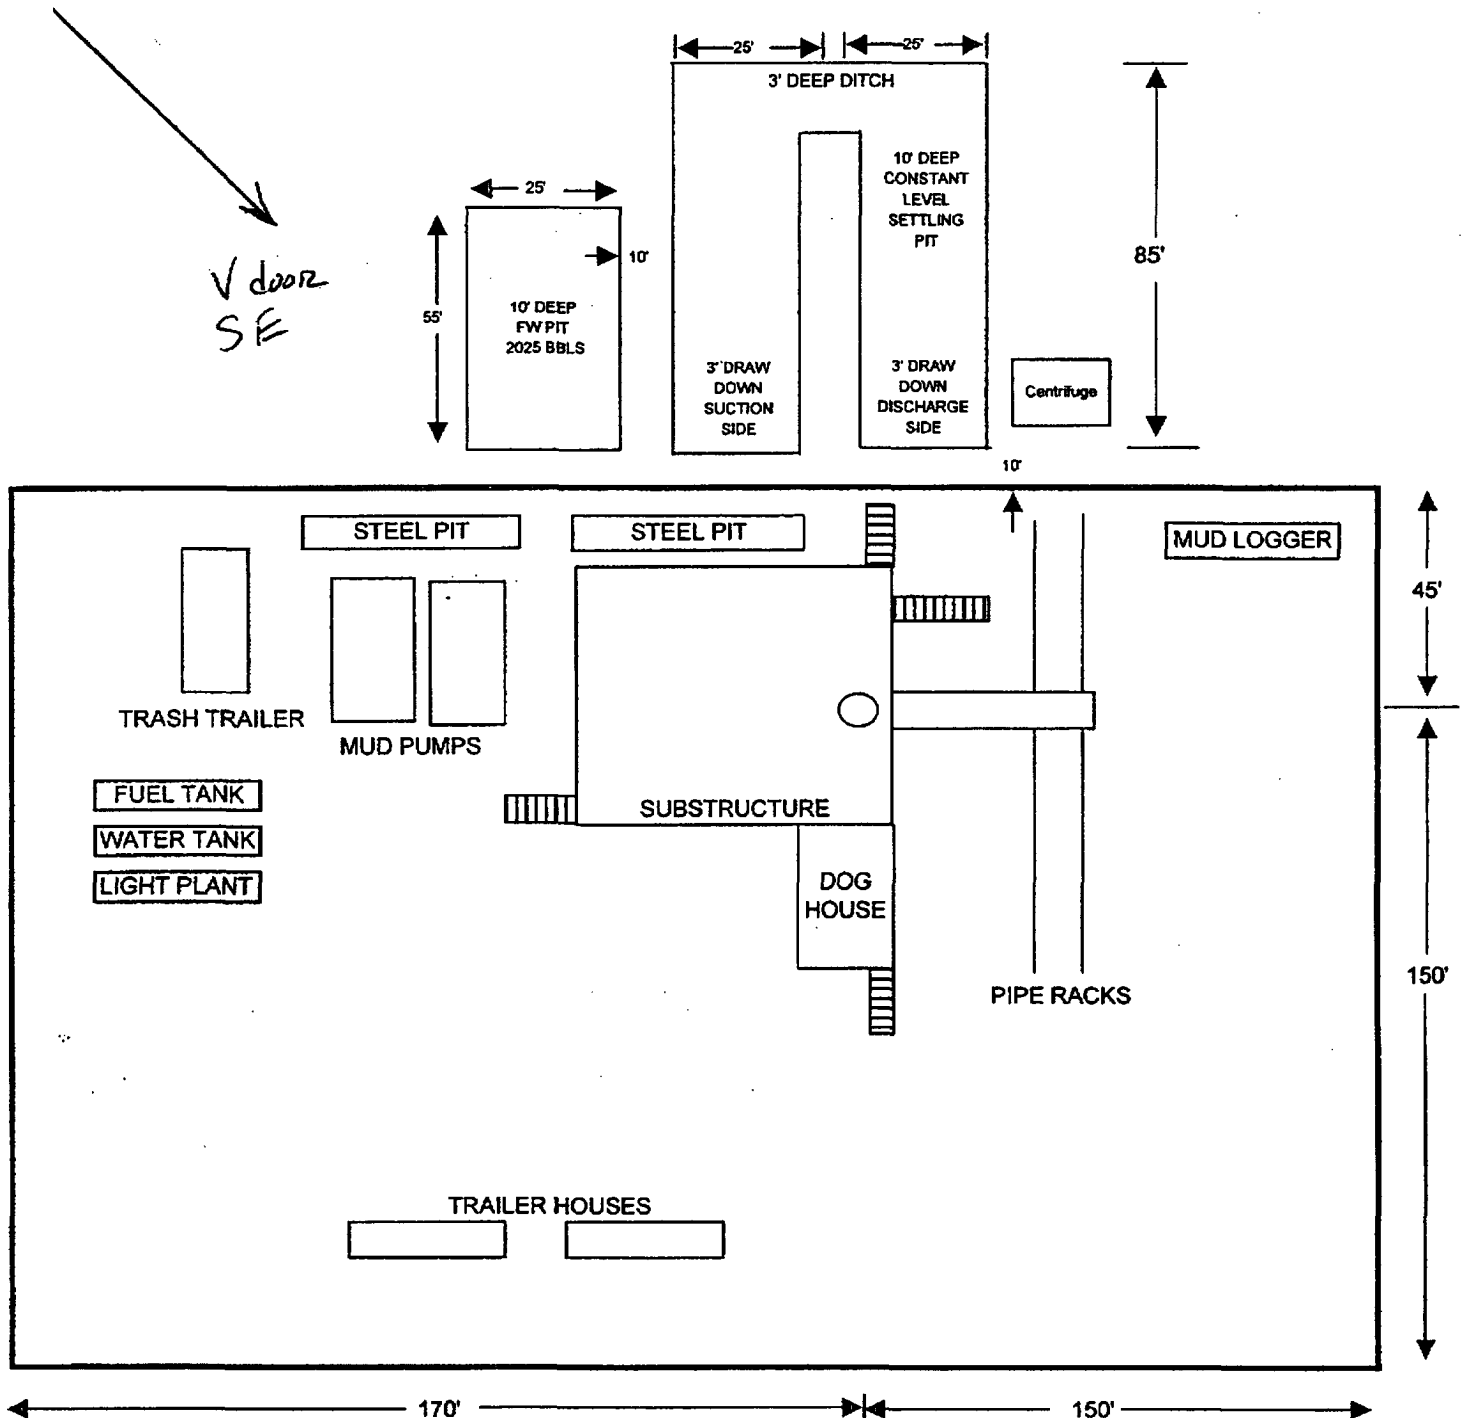 25'
25'
3' DEEP DITCH
10' DEEP
CONSTANT
LEVEL
SETTLING
PIT
25'
85'
10'
V door
SE
55'
10' DEEP
FW PIT
2025 BBLS
3' DRAW
DOWN
SUCTION
SIDE
3' DRAW
DOWN
DISCHARGE
SIDE
Centrifuge
10'
STEEL PIT
STEEL PIT
MUD LOGGER
45'
TRASH TRAILER
MUD PUMPS
FUEL TANK
WATER TANK
LIGHT PLANT
SUBSTRUCTURE
DOG
HOUSE
PIPE RACKS
150'
TRAILER HOUSES
170'
150'